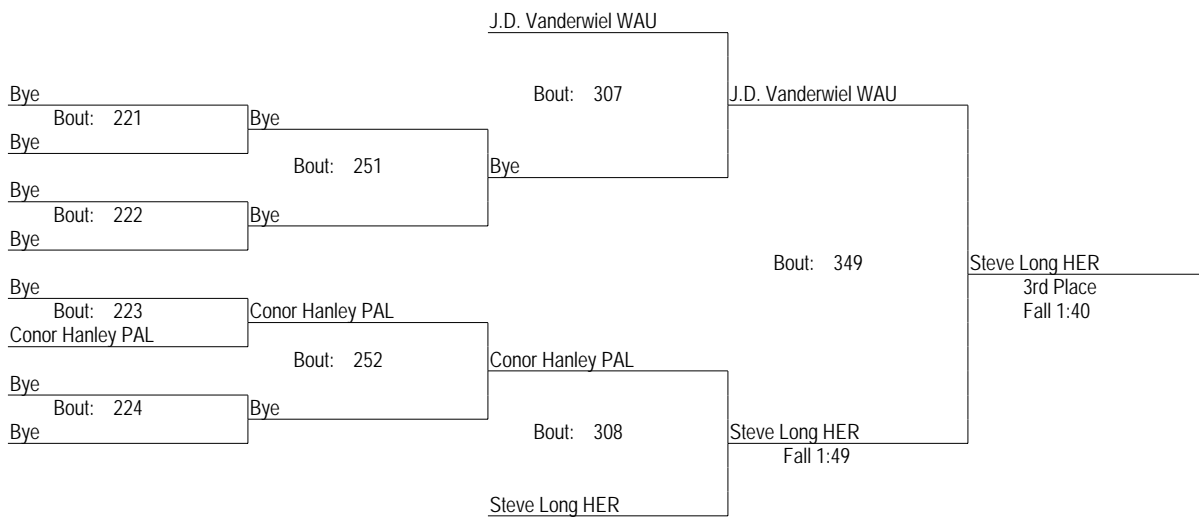 J.D. Vanderwiel WAU
Bye
Bout: 307
J.D. Vanderwiel WAU
Bout: 221
Bye
Bye
Bout: 251
Bye
Bye
Bout: 222
Bye
Bye
Bout: 349
Steve Long HER
3rd Place
Fall 1:40
Bye
Bout: 223
Conor Hanley PAL
Conor Hanley PAL
Bout: 252
Conor Hanley PAL
Bye
Bout: 224
Bye
Bye
Bout: 308
Steve Long HER
Fall 1:49
Steve Long HER